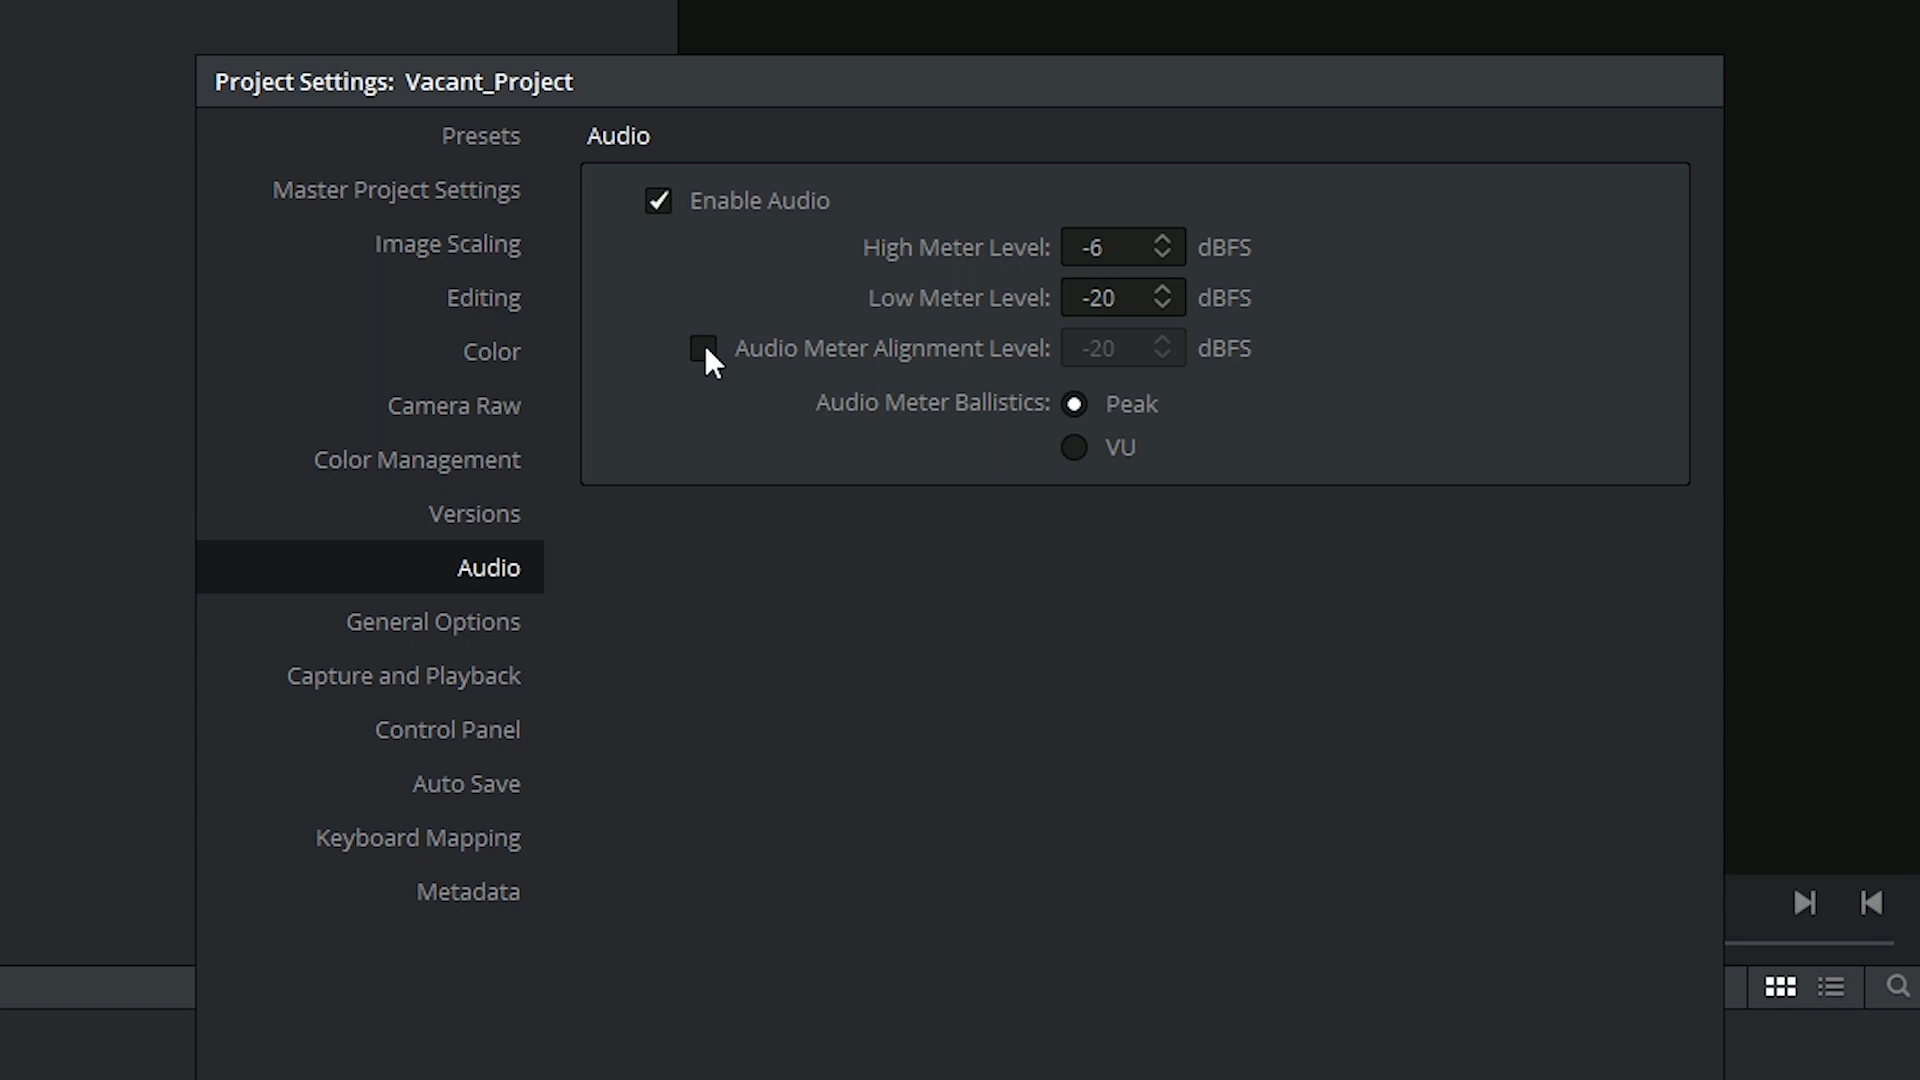 Project Settings: Vacant_Project
Presets
Master Project Settings
Image Scaling
Editing
Color
Camera Raw
Color Management
Versions
Audio
General Options
Capture and Playback
Control Panel
Auto Save
Keyboard Mapping
Metadata
Audio
Enable Audio
High Meter Level: -6 dBFS
Low Meter Level: -20 dBFS
Audio Meter Alignment Level: -20 dBFS
Audio Meter Ballistics: Peak
VU